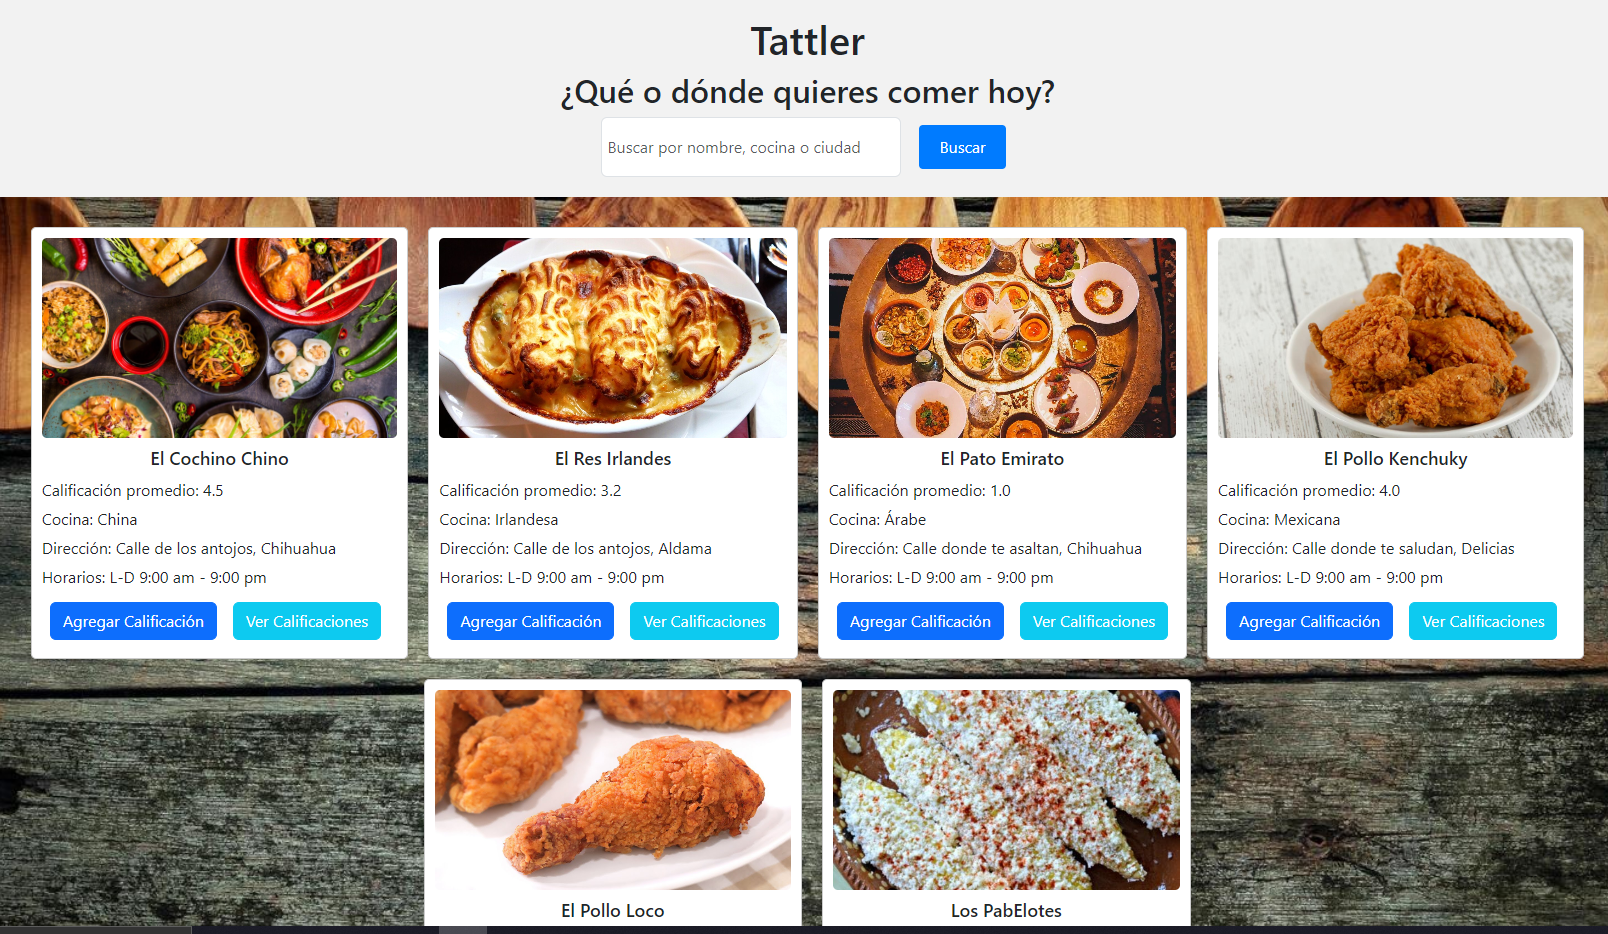 Tattler
¿Qué o dónde quieres comer hoy?
Buscar por nombre, cocina o ciudad
Buscar
El Cochino Chino
Calificación promedio: 4.5
Cocina: China
Dirección: Calle de los antojos, Chihuahua
Horarios: L-D 9:00 am - 9:00 pm
Agregar Calificación
Ver Calificaciones
El Res Irlandes
Calificación promedio: 3.2
Cocina: Irlandesa
Dirección: Calle de los antojos, Aldama
Horarios: L-D 9:00 am - 9:00 pm
Agregar Calificación
Ver Calificaciones
El Pato Emirato
Calificación promedio: 1.0
Cocina: Árabe
Dirección: Calle donde te asaltan, Chihuahua
Horarios: L-D 9:00 am - 9:00 pm
Agregar Calificación
Ver Calificaciones
El Pollo Kenchuky
Calificación promedio: 4.0
Cocina: Mexicana
Dirección: Calle donde te saludan, Delicias
Horarios: L-D 9:00 am - 9:00 pm
Agregar Calificación
Ver Calificaciones
El Pollo Loco
Los PabElotes